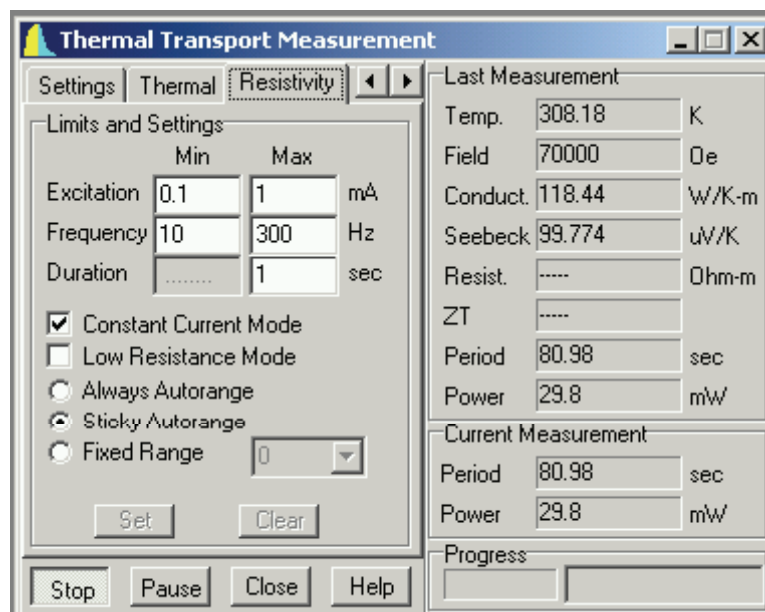 Thermal Transport Measurement
Settings Thermal Resistivity
Limits and Settings
Min Max
Excitation 0.1 1 mA
Frequency 10 300 Hz
Duration ........ 1 sec
Constant Current Mode
Low Resistance Mode
Always Autorange
Sticky Autorange
Fixed Range 0
Set Clear
Stop Pause Close Help
Last Measurement
Temp. 308.18 K
Field 70000 Oe
Conduct. 118.44 W/K-m
Seebeck 99.774 uV/K
Resist. ----- Ohm-m
ZT -----
Period 80.98 sec
Power 29.8 mW
Current Measurement
Period 80.98 sec
Power 29.8 mW
Progress